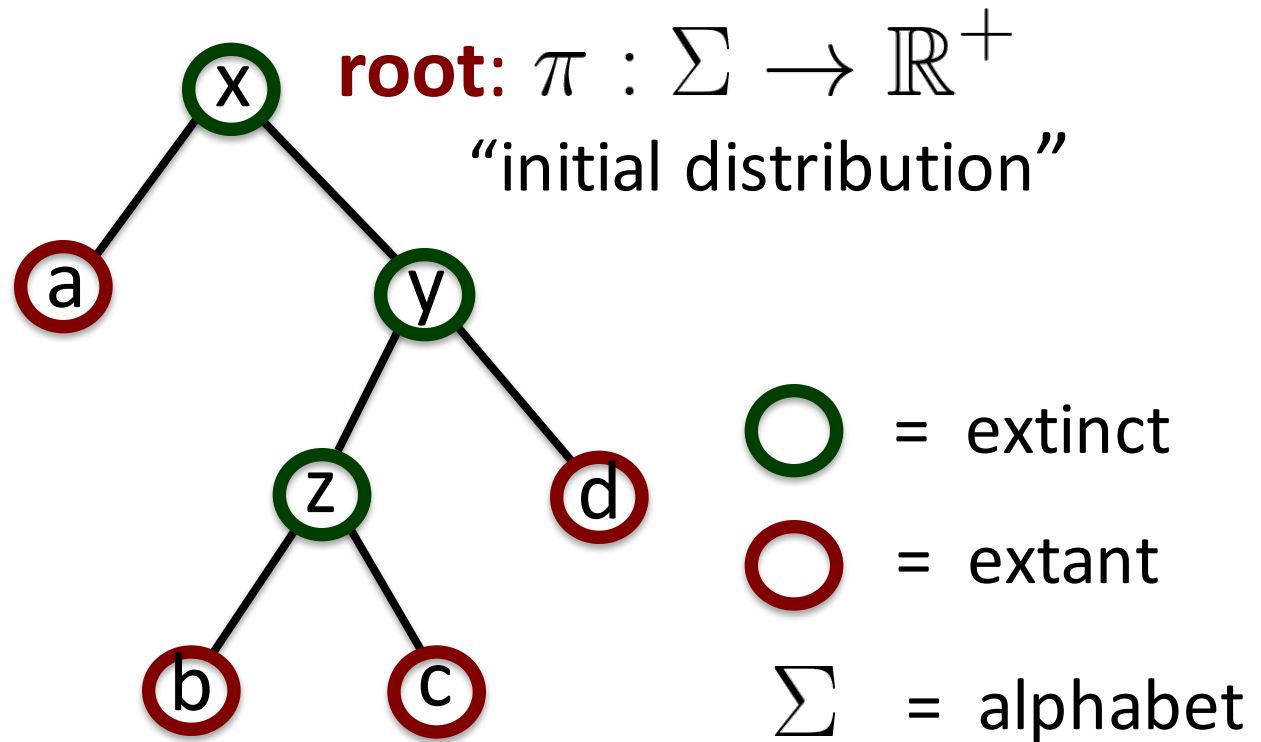 x
root: π : Σ → ℝ⁺
“initial distribution”
a
y
= extinct
z
d
= extant
b
c
Σ = alphabet